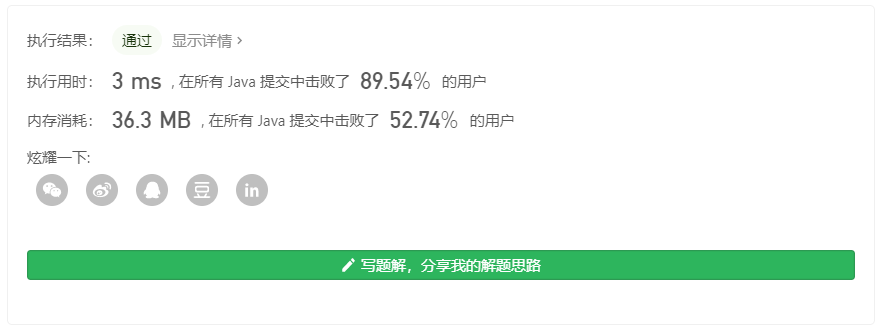 执行结果： 通过 显示详情 >
执行用时： 3 ms , 在所有 Java 提交中击败了 89.54% 的用户
内存消耗： 36.3 MB , 在所有 Java 提交中击败了 52.74% 的用户
炫耀一下:
豆 in
写题解，分享我的解题思路